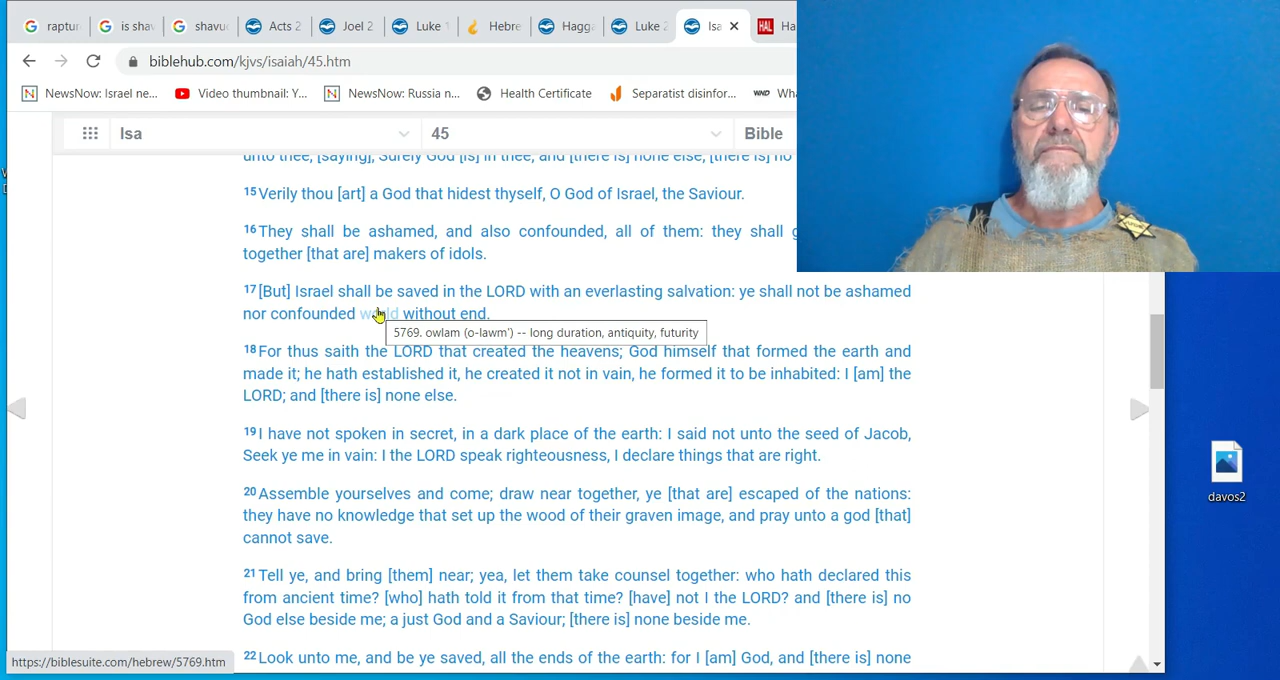 raptur is shav shavu Acts 2 Joel 2 Luke Hebre Hagga Luke 2 Isa HAL Ha
biblehub.com/kjvs/isaiah/45.htm
NewsNow: Israel ne... Video thumbnail: Y... NewsNow: Russia n... Health Certificate Separatist disinfor... WND
Isa 45 Bible
unto thee, [saying], Surely God [is] in thee; and [there is] none else, [there is] no
15 Verily thou [art] a God that hidest thyself, O God of Israel, the Saviour.
16 They shall be ashamed, and also confounded, all of them: they shall
together [that are] makers of idols.
17 [But] Israel shall be saved in the LORD with an everlasting salvation: ye shall not be ashamed
nor confounded world without end.
5769. owlam (o-lawm') -- long duration, antiquity, futurity
18 For thus saith the LORD that created the heavens; God himself that formed the earth and
made it; he hath established it, he created it not in vain, he formed it to be inhabited: I [am] the
LORD; and [there is] none else.
19 I have not spoken in secret, in a dark place of the earth: I said not unto the seed of Jacob,
Seek ye me in vain: I the LORD speak righteousness, I declare things that are right.
20 Assemble yourselves and come; draw near together, ye [that are] escaped of the nations:
they have no knowledge that set up the wood of their graven image, and pray unto a god [that]
cannot save.
21 Tell ye, and bring [them] near; yea, let them take counsel together: who hath declared this
from ancient time? [who] hath told it from that time? [have] not I the LORD? and [there is] no
God else beside me; a just God and a Saviour; [there is] none beside me.
22 Look unto me, and be ye saved, all the ends of the earth: for I [am] God, and [there is] none
https://biblesuite.com/hebrew/5769.htm
davos2